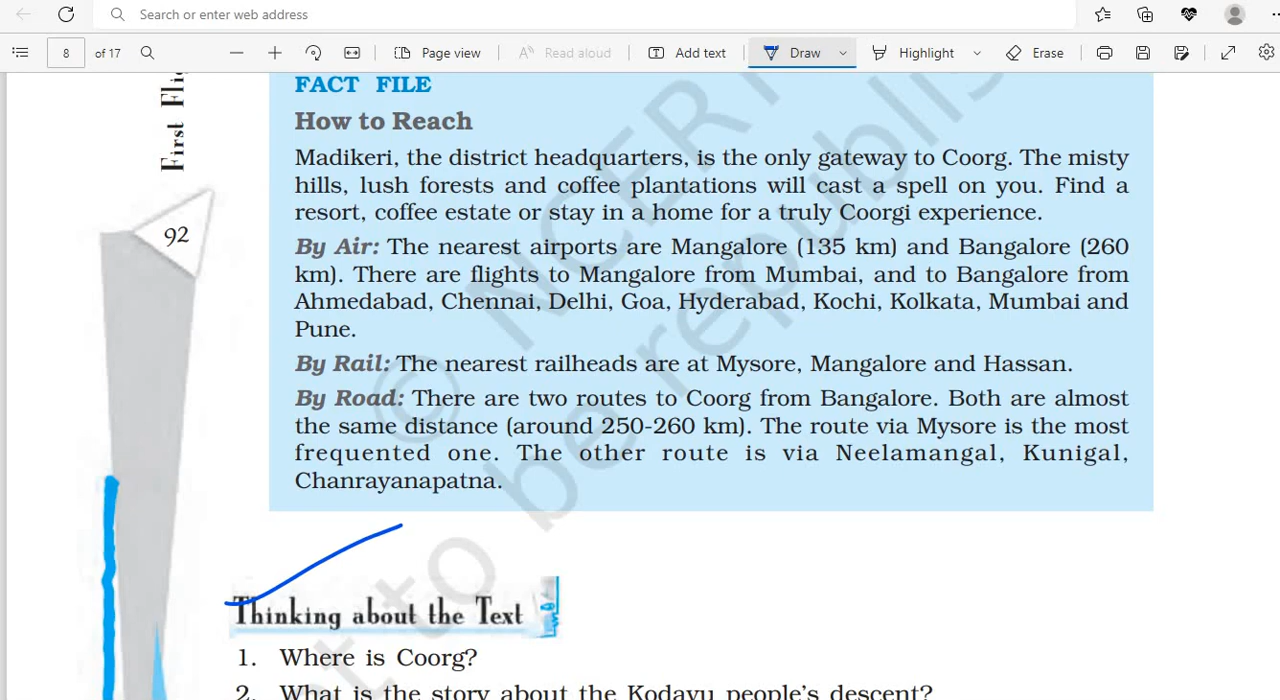 Search or enter web address
8 of 17 Page view Read aloud Add text Draw Highlight Erase
First Fli
FACT FILE
How to Reach
Madikeri, the district headquarters, is the only gateway to Coorg. The misty
hills, lush forests and coffee plantations will cast a spell on you. Find a
resort, coffee estate or stay in a home for a truly Coorgi experience.
By Air: The nearest airports are Mangalore (135 km) and Bangalore (260
km). There are flights to Mangalore from Mumbai, and to Bangalore from
Ahmedabad, Chennai, Delhi, Goa, Hyderabad, Kochi, Kolkata, Mumbai and
Pune.
By Rail: The nearest railheads are at Mysore, Mangalore and Hassan.
By Road: There are two routes to Coorg from Bangalore. Both are almost
the same distance (around 250-260 km). The route via Mysore is the most
frequented one. The other route is via Neelamangal, Kunigal,
Chanrayanapatna.
92
Thinking about the Text
1. Where is Coorg?
2. What is the story about the Kodavu people's descent?
© NCERT
to be republis